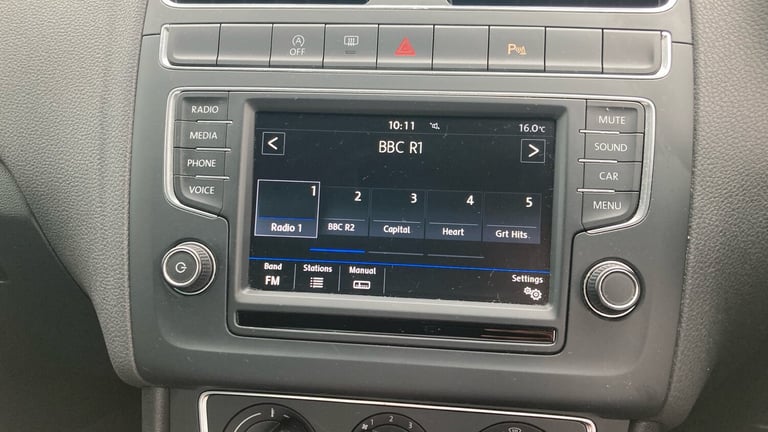 OFF
P
RADIO
MEDIA
PHONE
VOICE
10:11
16.0°C
BBC R1
1 2 3 4 5
Radio 1 BBC R2 Capital Heart Grt Hits.
Band Stations Manual Settings
FM
MUTE
SOUND
CAR
MENU